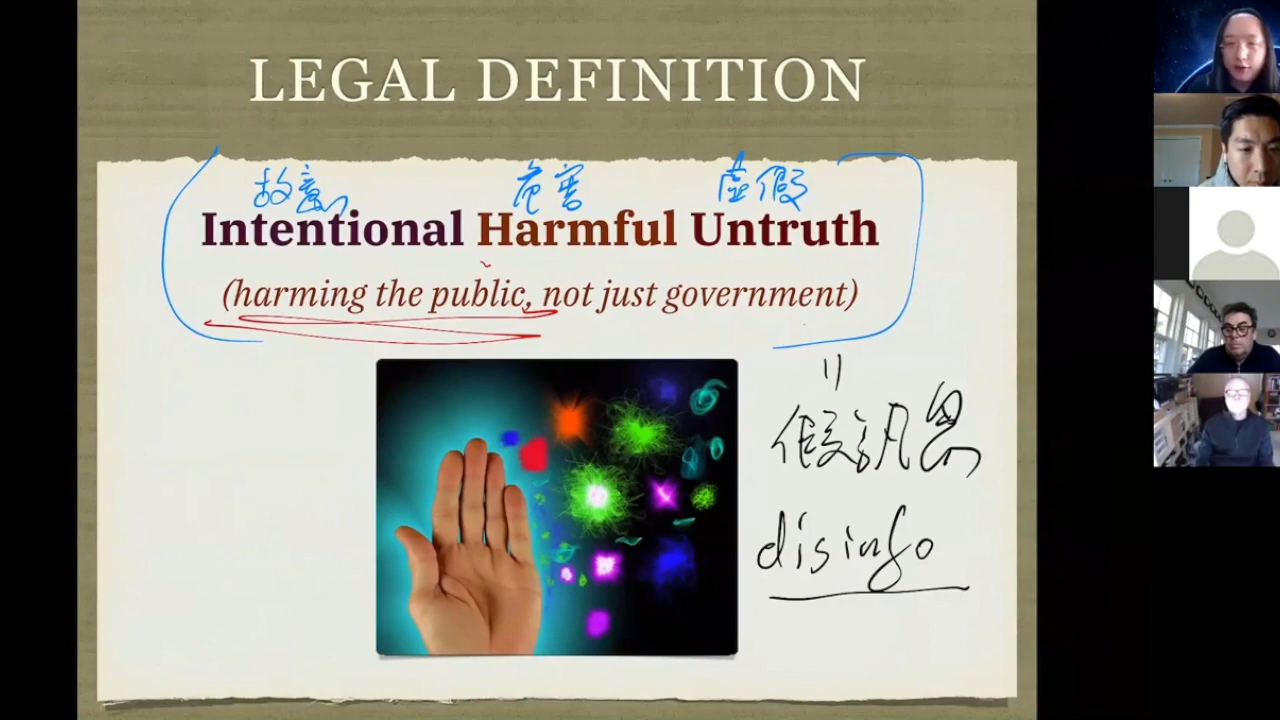 LEGAL DEFINITION
故意 危害 虛假
Intentional Harmful Untruth
(harming the public, not just government)
假訊息
disinfo